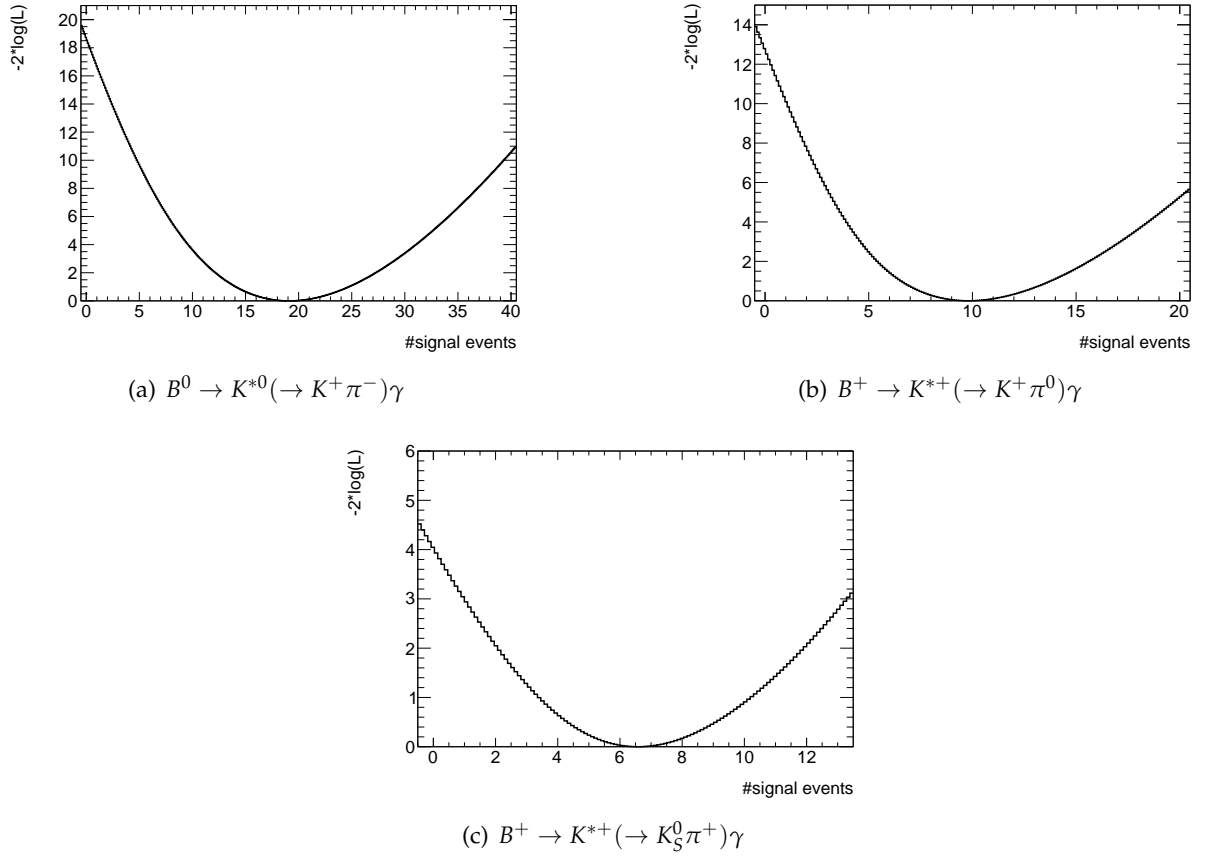 -2*log(L)
20
18
16
14
12
10
8
6
4
2
0
0 5 10 15 20 25 30 35 40
#signal events
(a) B⁰ → K*⁰(→ K⁺π⁻)γ
-2*log(L)
14
12
10
8
6
4
2
0
0 5 10 15 20
#signal events
(b) B⁺ → K*⁺(→ K⁺π⁰)γ
-2*log(L)
6
5
4
3
2
1
0
0 2 4 6 8 10 12
#signal events
(c) B⁺ → K*⁺(→ K_S⁰π⁺)γ